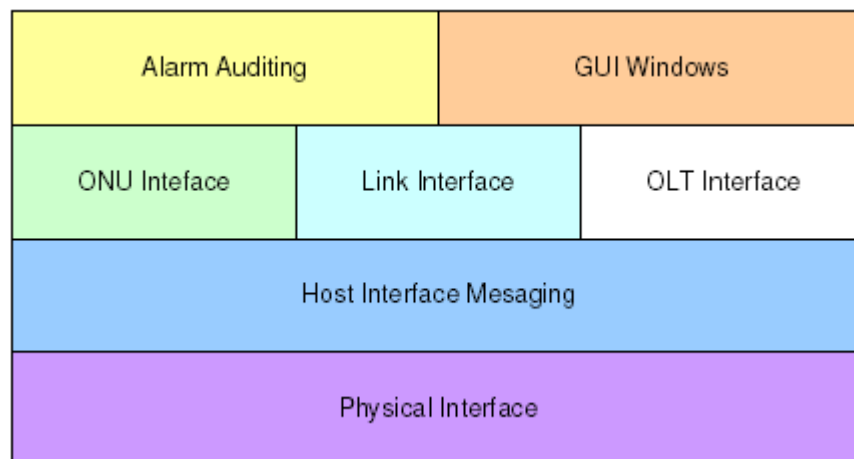 Alarm Auditing
GUI Windows
ONU Inteface
Link Interface
OLT Interface
Host Interface Mesaging
Physical Interface